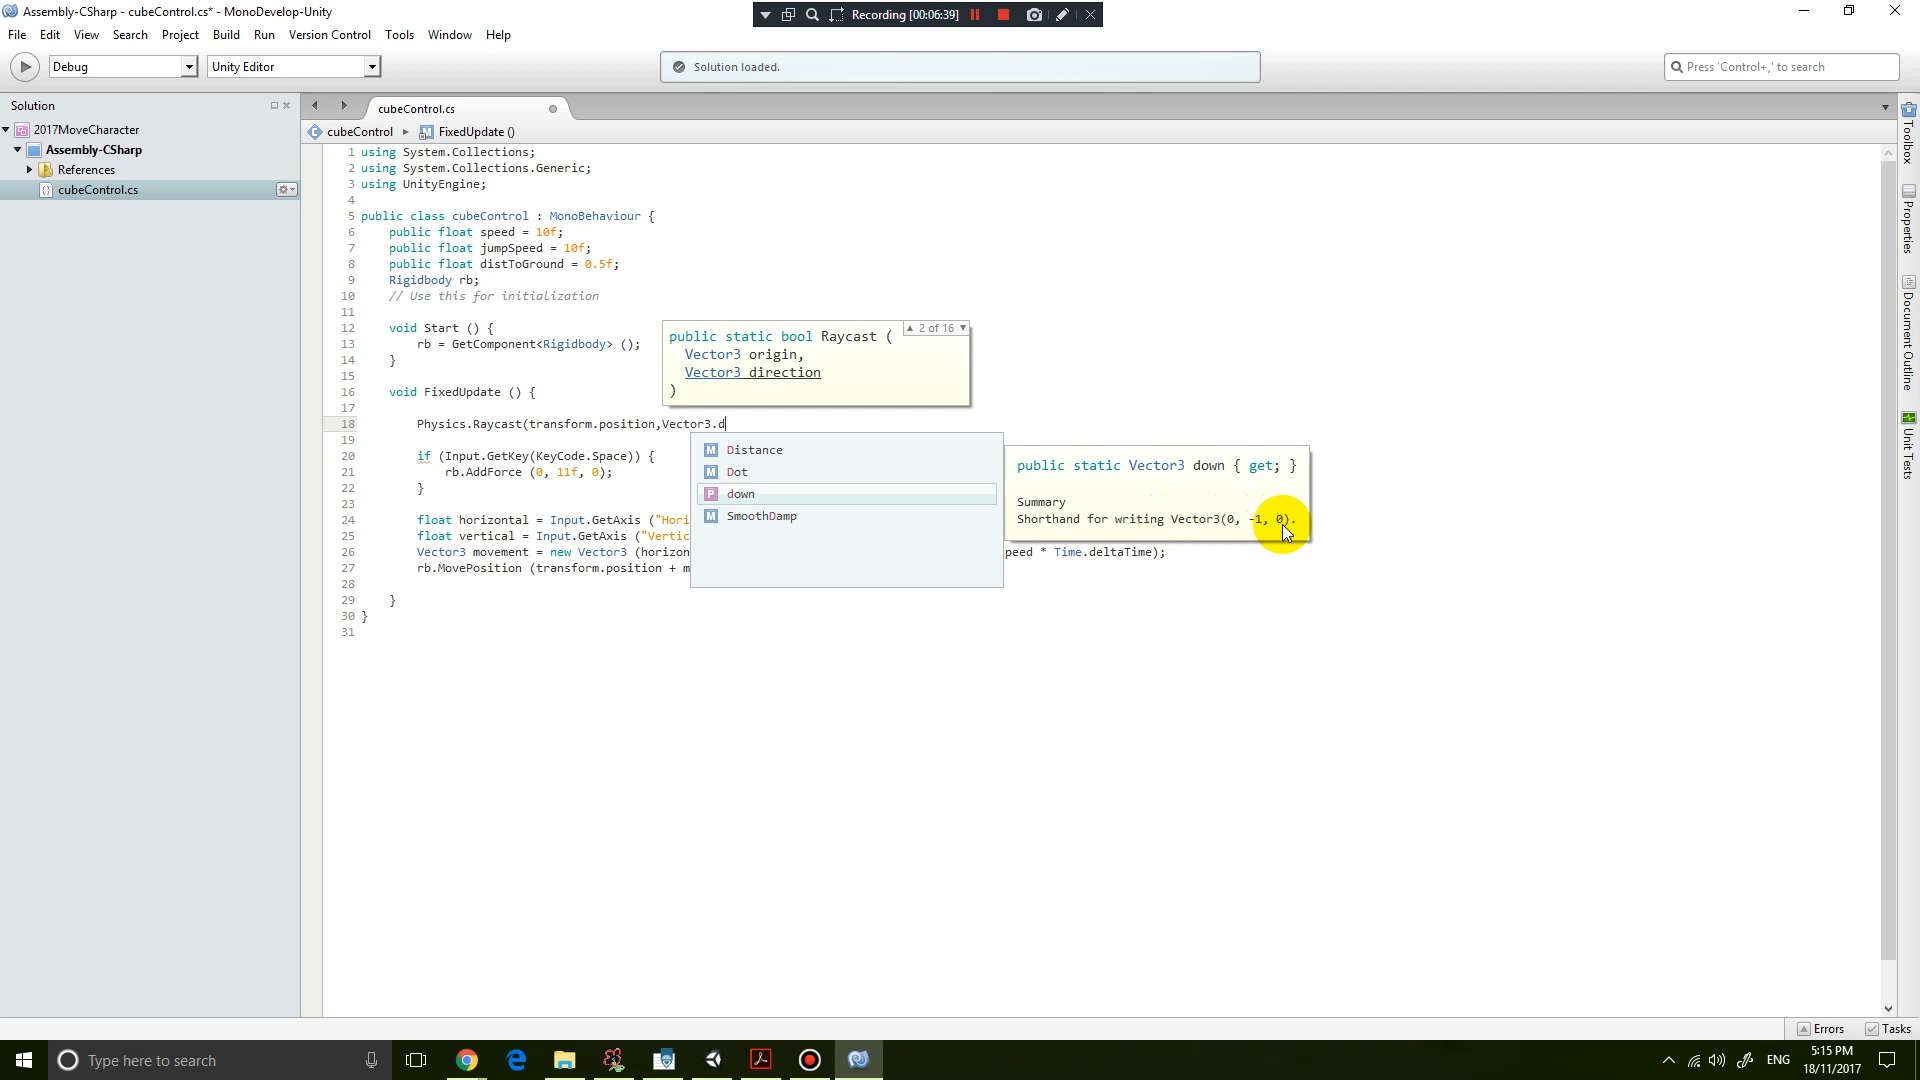 Assembly-CSharp - cubeControl.cs* - MonoDevelop-Unity
Recording [00:06:39]
File Edit View Search Project Build Run Version Control Tools Window Help
Debug
Unity Editor
Solution loaded.
Press 'Control+,' to search
Solution
2017MoveCharacter
Assembly-CSharp
References
cubeControl.cs
cubeControl.cs
cubeControl FixedUpdate ()
1 using System.Collections;
2 using System.Collections.Generic;
3 using UnityEngine;
4
5 public class cubeControl : MonoBehaviour {
6 public float speed = 10f;
7 public float jumpSpeed = 10f;
8 public float distToGround = 0.5f;
9 Rigidbody rb;
10 // Use this for initialization
11
12 void Start () {
13 rb = GetComponent<Rigidbody> ();
14 }
15
16 void FixedUpdate () {
17
18 Physics.Raycast(transform.position,Vector3.d
19
20 if (Input.GetKey(KeyCode.Space)) {
21 rb.AddForce (0, 11f, 0);
22 }
23
24 float horizontal = Input.GetAxis ("Hori
25 float vertical = Input.GetAxis ("Vertic
26 Vector3 movement = new Vector3 (horizon peed * Time.deltaTime);
27 rb.MovePosition (transform.position + m
28
29 }
30 }
31
2 of 16
public static bool Raycast (
Vector3 origin,
Vector3 direction
)
Distance
Dot
down
SmoothDamp
public static Vector3 down { get; }
Summary
Shorthand for writing Vector3(0, -1, 0).
Toolbox
Properties
Document Outline
Unit Tests
Errors
Tasks
Type here to search
ENG
5:15 PM
18/11/2017